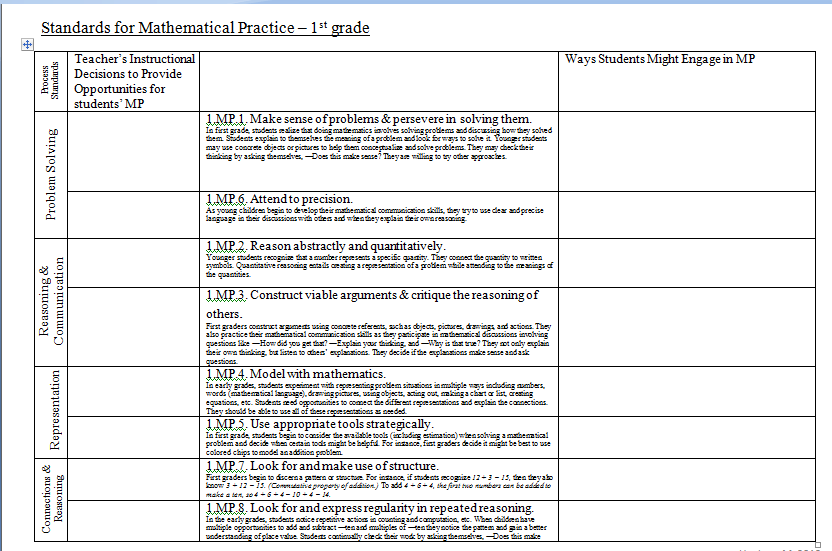 Standards for Mathematical Practice – 1st grade
Process
Standards
Teacher's Instructional
Decisions to Provide
Opportunities for
students' MP
Ways Students Might Engage in MP
Problem Solving
1.MP.1. Make sense of problems & persevere in solving them.
In first grade, students realize that doing mathematics involves solving problems and discussing how they solved
them. Students explain to themselves the meaning of a problem and look for ways to solve it. Younger students
may use concrete objects or pictures to help them conceptualize and solve problems. They may check their
thinking by asking themselves, ―Does this make sense? They are willing to try other approaches.
1.MP.6. Attend to precision.
As young children begin to develop their mathematical communication skills, they try to use clear and precise
language in their discussions with others and when they explain their own reasoning.
Reasoning &
Communication
1.MP.2. Reason abstractly and quantitatively.
Younger students recognize that a number represents a specific quantity. They connect the quantity to written
symbols. Quantitative reasoning entails creating a representation of a problem while attending to the meanings of
the quantities.
1.MP.3. Construct viable arguments & critique the reasoning of
others.
First graders construct arguments using concrete referents, such as objects, pictures, drawings, and actions. They
also practice their mathematical communication skills as they participate in mathematical discussions involving
questions like ―How did you get that? ―Explain your thinking, and ―Why is that true? They not only explain
their own thinking, but listen to others' explanations. They decide if the explanations make sense and ask
questions.
Representation
1.MP.4. Model with mathematics.
In early grades, students experiment with representing problem situations in multiple ways including numbers,
words (mathematical language), drawing pictures, using objects, acting out, making a chart or list, creating
equations, etc. Students need opportunities to connect the different representations and explain the connections.
They should be able to use all of these representations as needed.
1.MP.5. Use appropriate tools strategically.
In first grade, students begin to consider the available tools (including estimation) when solving a mathematical
problem and decide when certain tools might be helpful. For instance, first graders decide it might be best to use
colored chips to model an addition problem.
Connections &
Reasoning
1.MP.7. Look for and make use of structure.
First graders begin to discern a pattern or structure. For instance, if students recognize 12 + 3 = 15, then they also
know 3 + 12 = 15. (Commutative property of addition.) To add 4 + 6 + 4, the first two numbers can be added to
make a ten, so 4 + 6 + 4 = 10 + 4 = 14.
1.MP.8. Look for and express regularity in repeated reasoning.
In the early grades, students notice repetitive actions in counting and computation, etc. When children have
multiple opportunities to add and subtract ―ten and multiples of ―ten they notice the pattern and gain a better
understanding of place value. Students continually check their work by asking themselves, ―Does this make